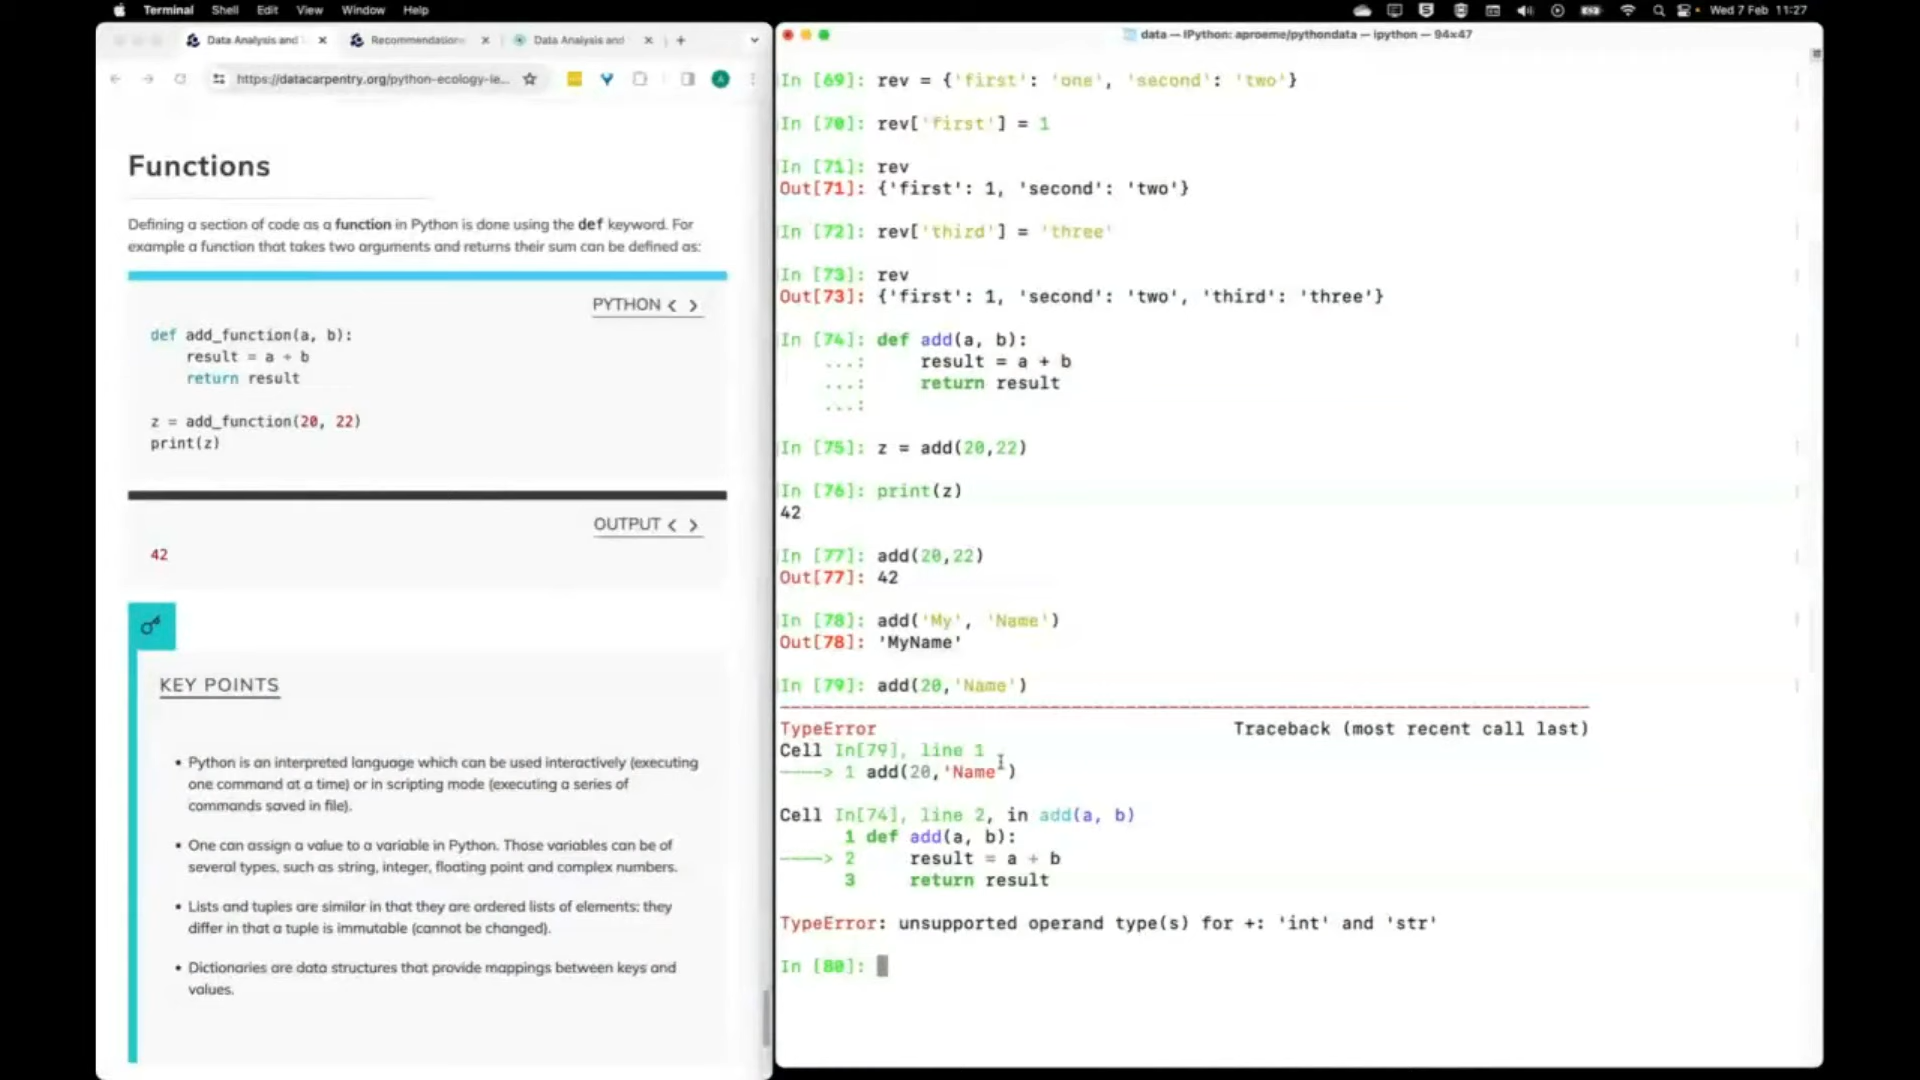 Terminal Shell Edit View Window Help
Wed 7 Feb 11:27
Data Analysis and
Recommendations
Data Analysis and
https://datacarpentry.org/python-ecology-le...
A
Functions
Defining a section of code as a function in Python is done using the def keyword. For
example a function that takes two arguments and returns their sum can be defined as:
PYTHON < >
def add_function(a, b):
    result = a + b
    return result
z = add_function(20, 22)
print(z)
OUTPUT < >
42
KEY POINTS
• Python is an interpreted language which can be used interactively (executing
one command at a time) or in scripting mode (executing a series of
commands saved in file).
• One can assign a value to a variable in Python. Those variables can be of
several types, such as string, integer, floating point and complex numbers.
• Lists and tuples are similar in that they are ordered lists of elements; they
differ in that a tuple is immutable (cannot be changed).
• Dictionaries are data structures that provide mappings between keys and
values.
data — IPython: aproeme/pythondata — ipython — 94×47
In [69]: rev = {'first': 'one', 'second': 'two'}
In [70]: rev['first'] = 1
In [71]: rev
Out[71]: {'first': 1, 'second': 'two'}
In [72]: rev['third'] = 'three'
In [73]: rev
Out[73]: {'first': 1, 'second': 'two', 'third': 'three'}
In [74]: def add(a, b):
    ...:     result = a + b
    ...:     return result
    ...:
In [75]: z = add(20,22)
In [76]: print(z)
42
In [77]: add(20,22)
Out[77]: 42
In [78]: add('My', 'Name')
Out[78]: 'MyName'
In [79]: add(20,'Name')
TypeError Traceback (most recent call last)
Cell In[79], line 1
----> 1 add(20,'Name')
Cell In[74], line 2, in add(a, b)
      1 def add(a, b):
----> 2     result = a + b
      3     return result
TypeError: unsupported operand type(s) for +: 'int' and 'str'
In [80]: